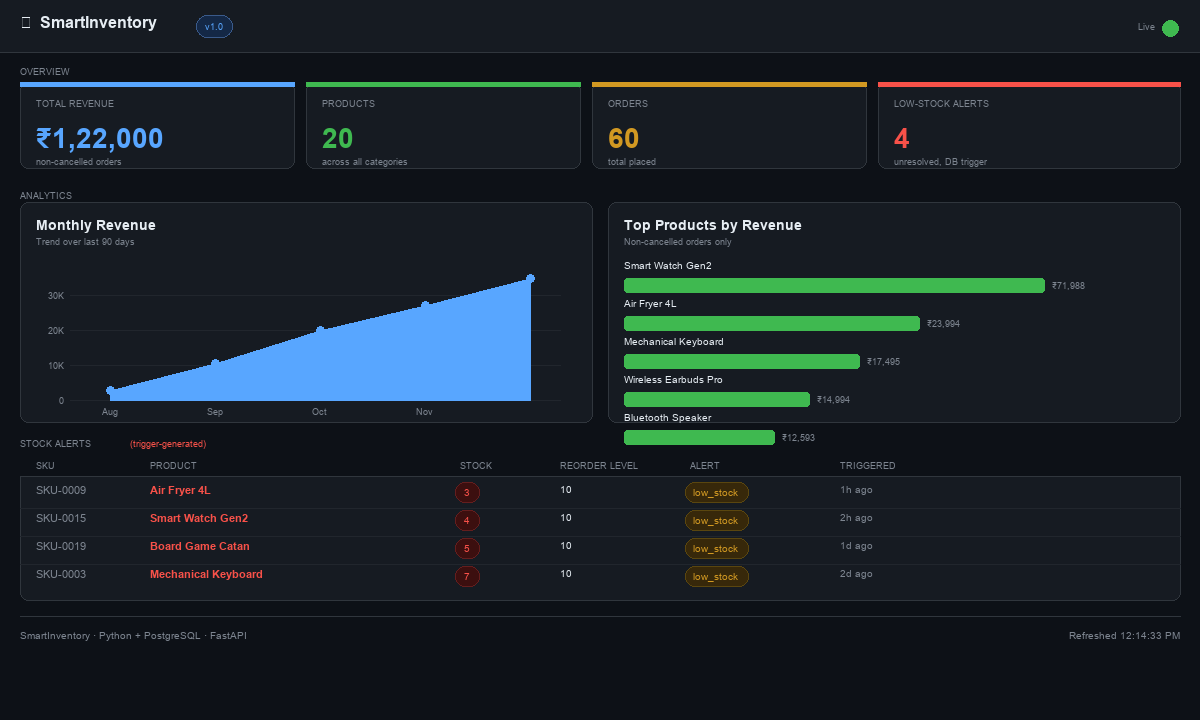 SmartInventory v1.0 Live
OVERVIEW
TOTAL REVENUE
₹1,22,000
non-cancelled orders
PRODUCTS
20
across all categories
ORDERS
60
total placed
LOW-STOCK ALERTS
4
unresolved, DB trigger
ANALYTICS
Monthly Revenue
Trend over last 90 days
30K
20K
10K
0
Aug Sep Oct Nov
Top Products by Revenue
Non-cancelled orders only
Smart Watch Gen2
₹71,988
Air Fryer 4L
₹23,994
Mechanical Keyboard
₹17,495
Wireless Earbuds Pro
₹14,994
Bluetooth Speaker
₹12,593
STOCK ALERTS (trigger-generated)
SKU PRODUCT STOCK REORDER LEVEL ALERT TRIGGERED
SKU-0009 Air Fryer 4L 3 10 low_stock 1h ago
SKU-0015 Smart Watch Gen2 4 10 low_stock 2h ago
SKU-0019 Board Game Catan 5 10 low_stock 1d ago
SKU-0003 Mechanical Keyboard 7 10 low_stock 2d ago
SmartInventory · Python + PostgreSQL · FastAPI Refreshed 12:14:33 PM